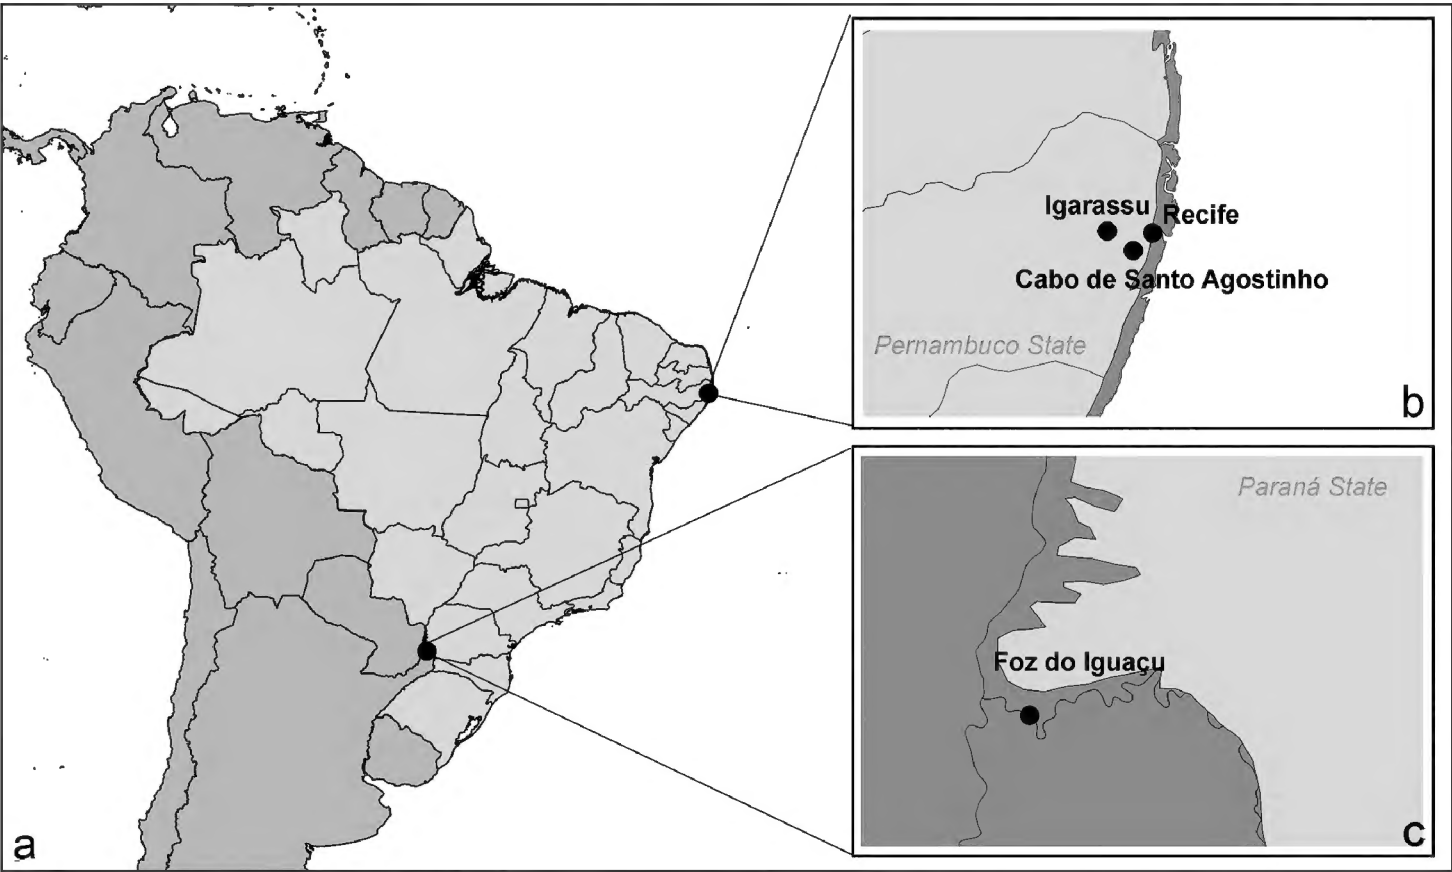 Igarassu
Recife
Cabo de Santo Agostinho
Pernambuco State
b
Paraná State
Foz do Iguaçu
a
c